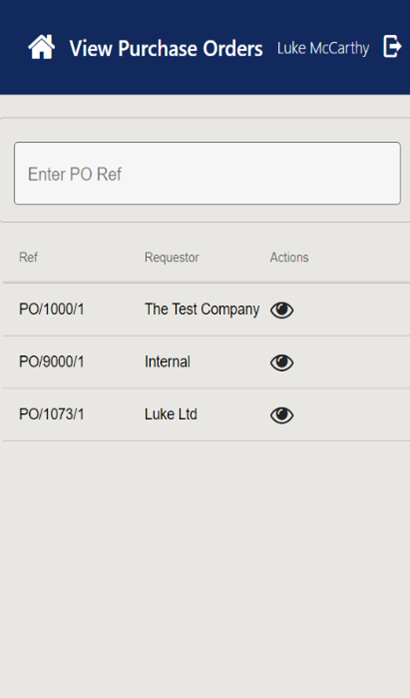 View Purchase Orders Luke McCarthy
Enter PO Ref
Ref Requestor Actions
PO/1000/1 The Test Company
PO/9000/1 Internal
PO/1073/1 Luke Ltd